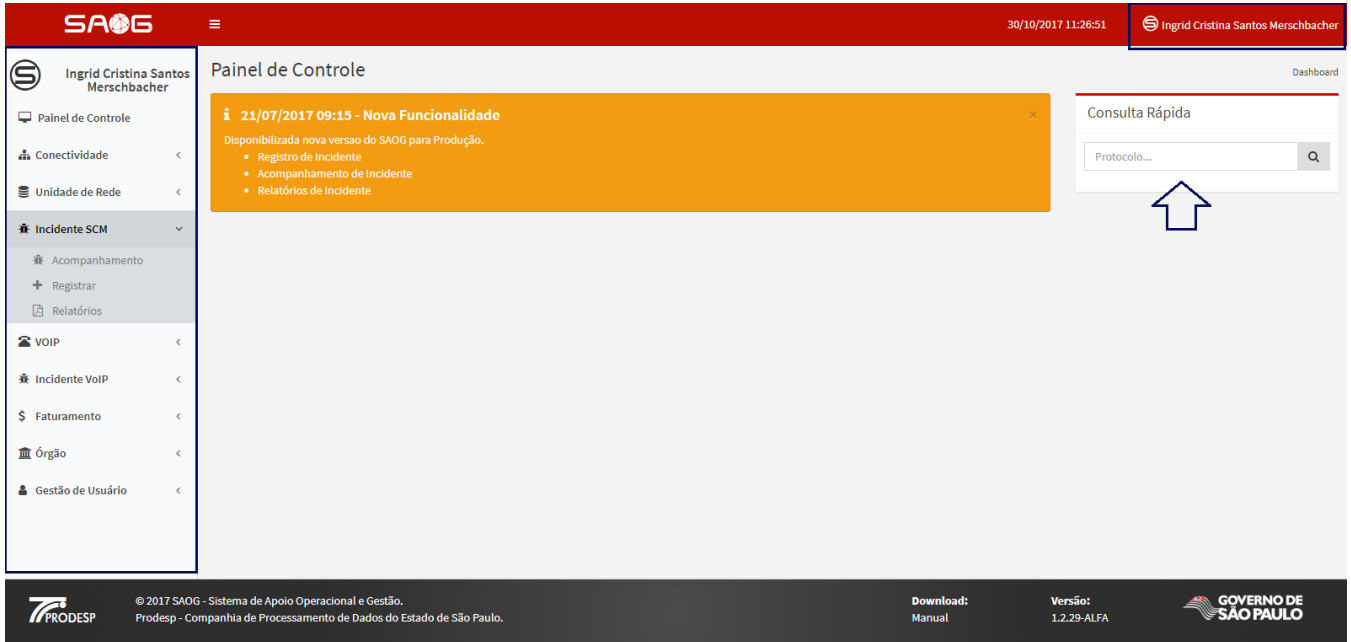 SAOG
30/10/2017 11:26:51
Ingrid Cristina Santos Merschbacher
Ingrid Cristina Santos
Merschbacher
Painel de Controle
Conectividade
Unidade de Rede
Incidente SCM
Acompanhamento
Registrar
Relatórios
VOIP
Incidente VoIP
Faturamento
Órgão
Gestão de Usuário
Painel de Controle
Dashboard
21/07/2017 09:15 - Nova Funcionalidade
Disponibilizada nova versao do SAOG para Produção.
• Registro de Incidente
• Acompanhamento de Incidente
• Relatórios de Incidente
Consulta Rápida
Protocolo...
PRODESP
© 2017 SAOG - Sistema de Apoio Operacional e Gestão.
Prodesp - Companhia de Processamento de Dados do Estado de São Paulo.
Download:
Manual
Versão:
1.2.29-ALFA
GOVERNO DE
SÃO PAULO